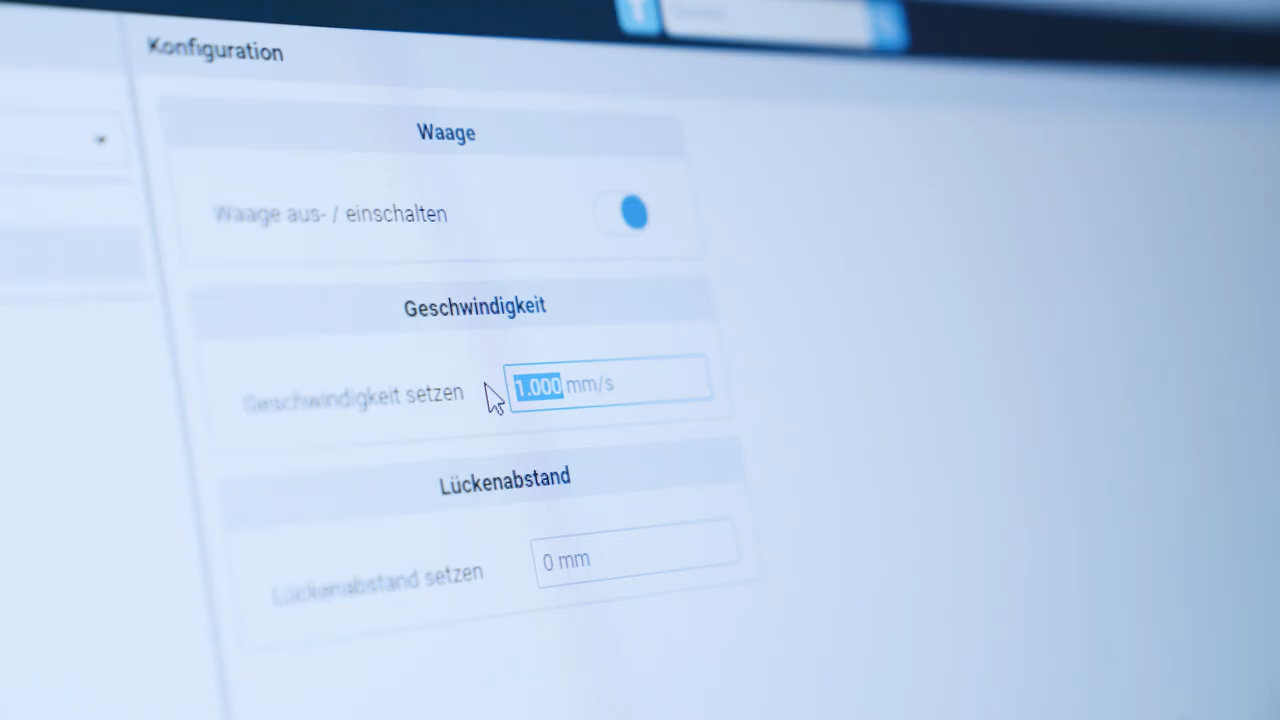 Konfiguration
Waage
Waage aus- / einschalten
Geschwindigkeit
Geschwindigkeit setzen
1.000 mm/s
Lückenabstand
Lückenabstand setzen
0 mm